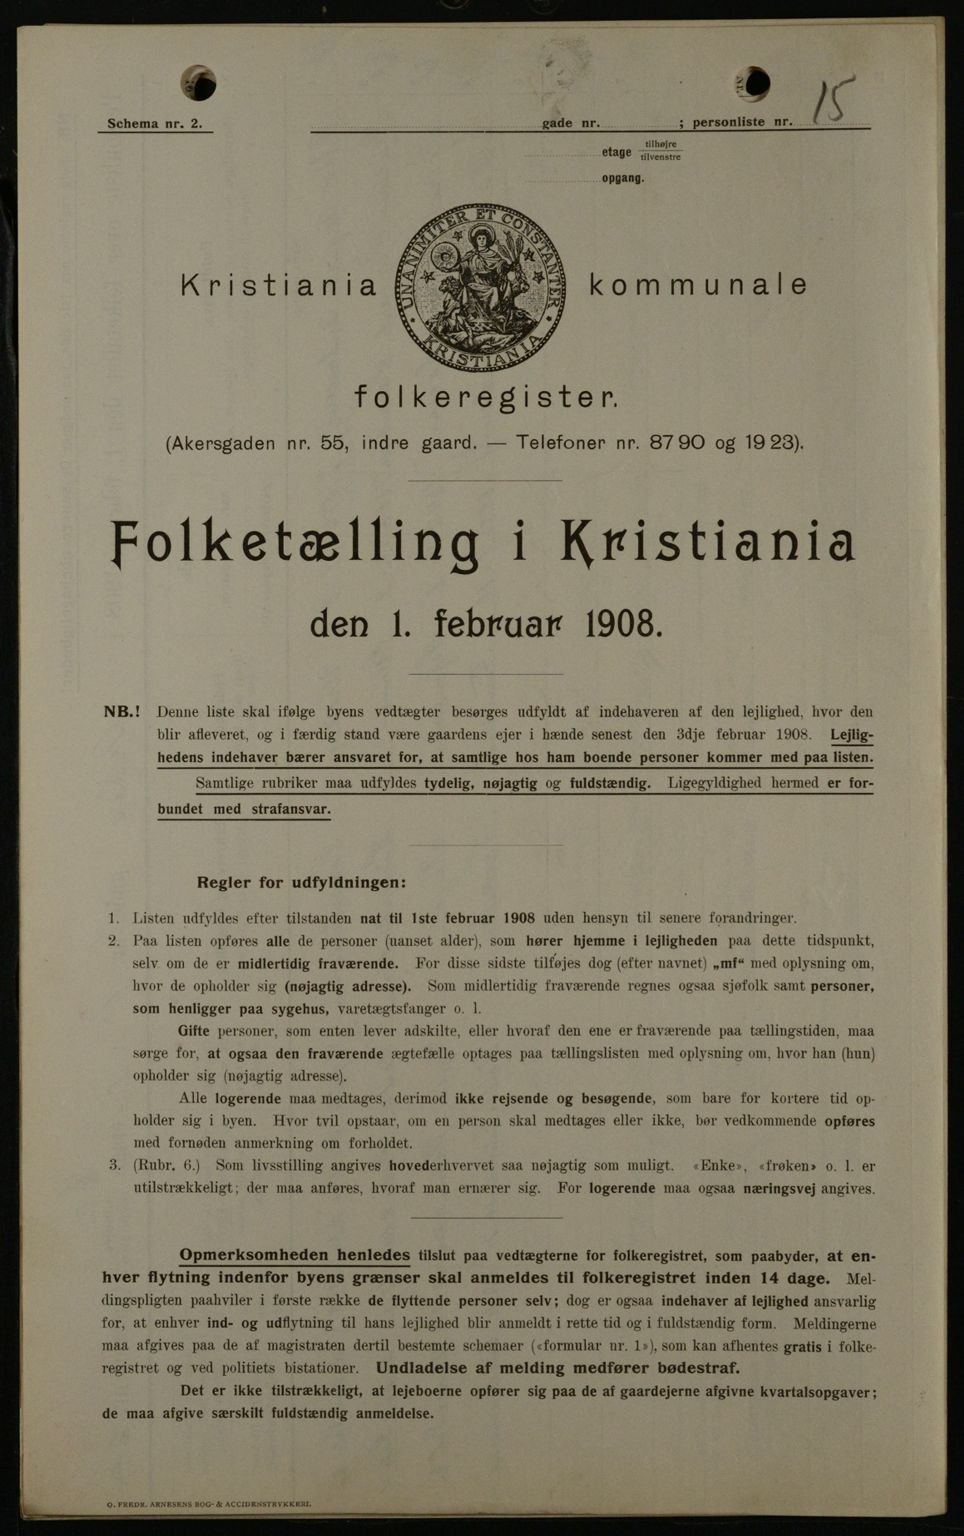 Schema nr. 2.
gade nr. ; personliste nr. 15
etage tilhøjre
tilvenstre
opgang.
UNANIMITER ET CONSTANTER
KRISTIANIA
Kristiania kommunale
folkeregister.
(Akersgaden nr. 55, indre gaard. — Telefoner nr. 87 90 og 19 23).
Folketælling i Kristiania
den 1. februar 1908.
NB.! Denne liste skal ifølge byens vedtægter besørges udfyldt af indehaveren af den lejlighed, hvor den
blir afleveret, og i færdig stand være gaardens ejer i hænde senest den 3dje februar 1908. Lejlig-
hedens indehaver bærer ansvaret for, at samtlige hos ham boende personer kommer med paa listen.
Samtlige rubriker maa udfyldes tydelig, nøjagtig og fuldstændig. Ligegyldighed hermed er for-
bundet med strafansvar.
Regler for udfyldningen:
1. Listen udfyldes efter tilstanden nat til 1ste februar 1908 uden hensyn til senere forandringer.
2. Paa listen opføres alle de personer (uanset alder), som hører hjemme i lejligheden paa dette tidspunkt,
selv om de er midlertidig fraværende. For disse sidste tilføjes dog (efter navnet) „mf“ med oplysning om,
hvor de opholder sig (nøjagtig adresse). Som midlertidig fraværende regnes ogsaa sjøfolk samt personer,
som henligger paa sygehus, varetægtsfanger o. l.
Gifte personer, som enten lever adskilte, eller hvoraf den ene er fraværende paa tællingstiden, maa
sørge for, at ogsaa den fraværende ægtefælle optages paa tællingslisten med oplysning om, hvor han (hun)
opholder sig (nøjagtig adresse).
Alle logerende maa medtages, derimod ikke rejsende og besøgende, som bare for kortere tid op-
holder sig i byen. Hvor tvil opstaar, om en person skal medtages eller ikke, bør vedkommende opføres
med fornøden anmerkning om forholdet.
3. (Rubr. 6.) Som livsstilling angives hovederhvervet saa nøjagtig som muligt. «Enke», «frøken» o. l. er
utilstrækkeligt; der maa anføres, hvoraf man ernærer sig. For logerende maa ogsaa næringsvej angives.
Opmerksomheden henledes tilslut paa vedtægterne for folkeregistret, som paabyder, at en-
hver flytning indenfor byens grænser skal anmeldes til folkeregistret inden 14 dage. Mel-
dingspligten paahviler i første række de flyttende personer selv; dog er ogsaa indehaver af lejlighed ansvarlig
for, at enhver ind- og udflytning til hans lejlighed blir anmeldt i rette tid og i fuldstændig form. Meldingerne
maa afgives paa de af magistraten dertil bestemte schemaer («formular nr. 1»), som kan afhentes gratis i folke-
registret og ved politiets bistationer. Undladelse af melding medfører bødestraf.
Det er ikke tilstrækkeligt, at lejeboerne opfører sig paa de af gaardejerne afgivne kvartalsopgaver;
de maa afgive særskilt fuldstændig anmeldelse.
O. FREDR. ARNESENS BOG- & ACCIDENSTRYKKERI.